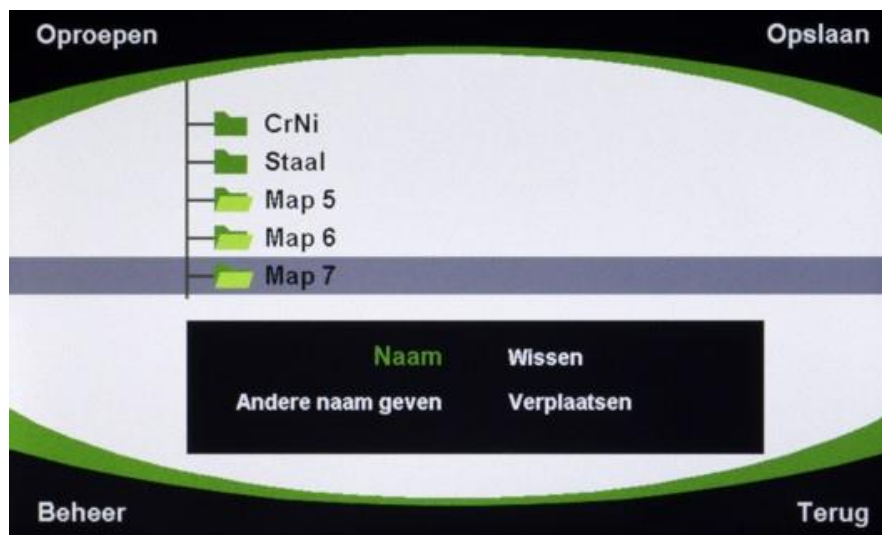 Oproepen
Opslaan
CrNi
Staal
Map 5
Map 6
Map 7
Naam Wissen
Andere naam geven Verplaatsen
Beheer
Terug